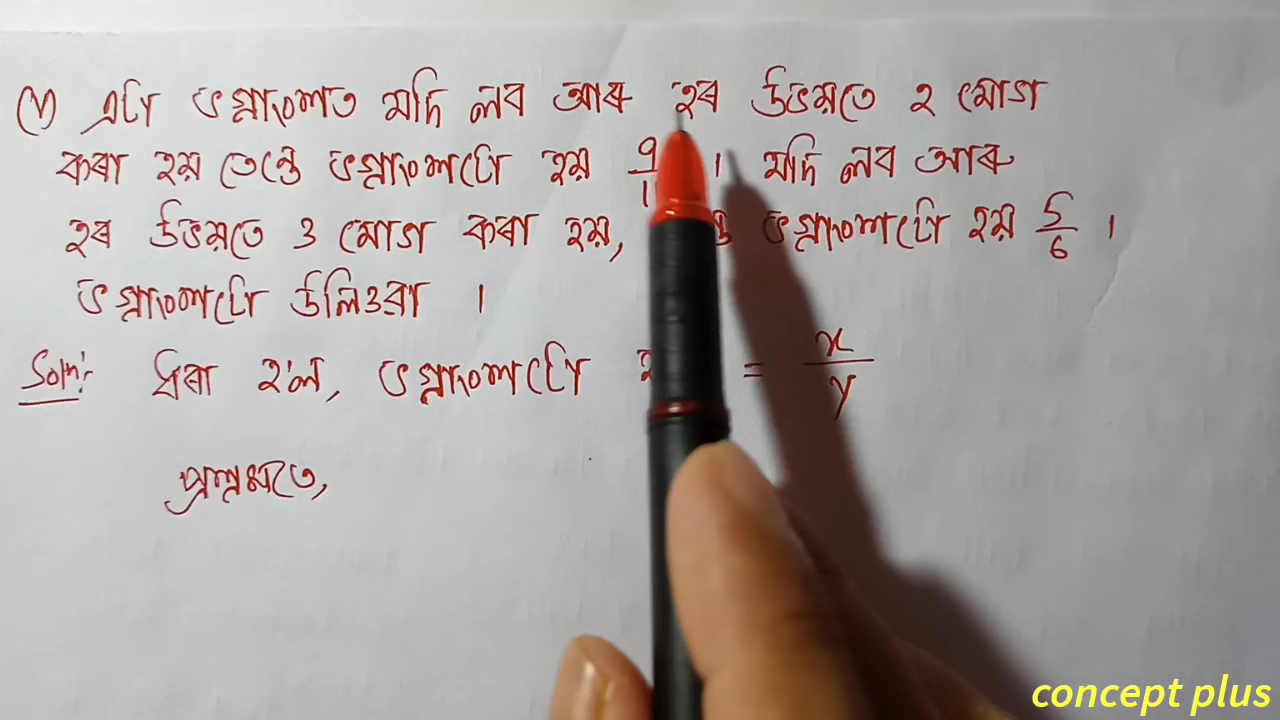 (v) এটা ভগ্নাংশত যদি লব আৰু হৰ উভয়তে ২ যোগ
কৰা হয় তেন্তে ভগ্নাংশটো হয় 9 । যদি লব আৰু
হৰ উভয়তে ৩ যোগ কৰা হয়, ভগ্নাংশটো হয় 5/6 ।
ভগ্নাংশটো উলিওৱা ।
Soln:- ধৰা হ'ল, ভগ্নাংশটো = x/y
প্ৰশ্নমতে,
concept plus